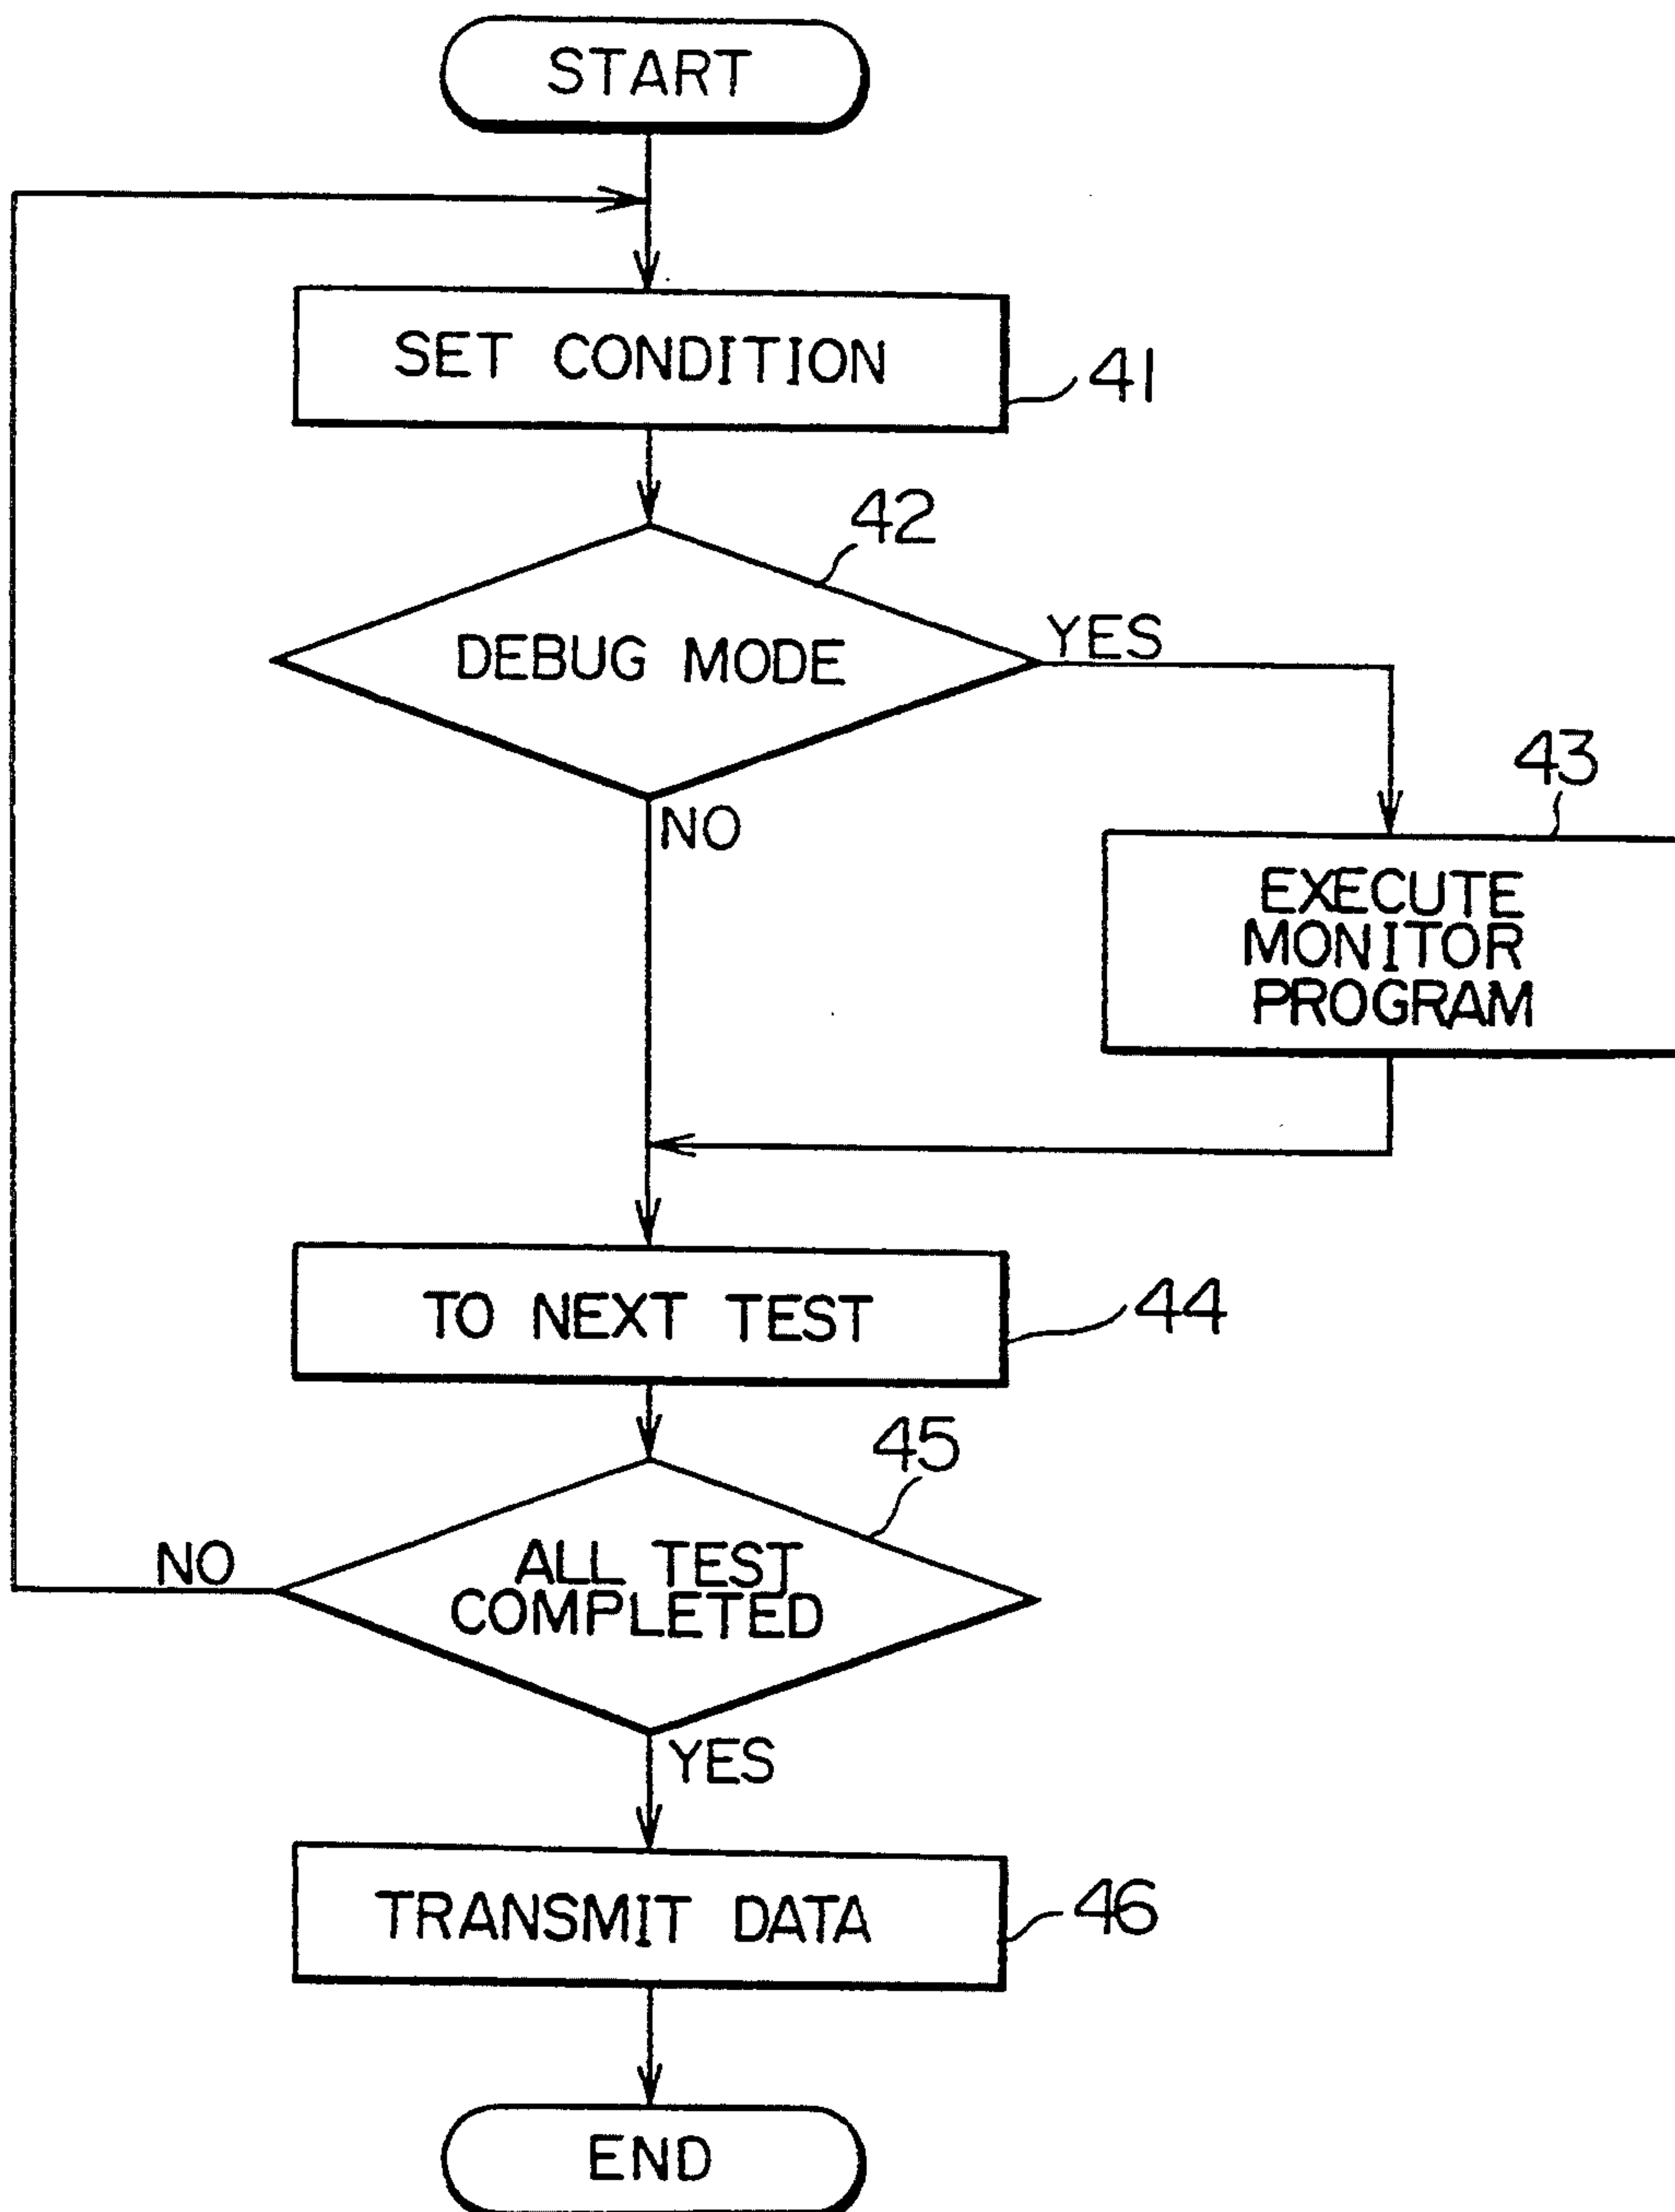 START
SET CONDITION
41
42
DEBUG MODE
YES
NO
43
EXECUTE
MONITOR
PROGRAM
TO NEXT TEST
44
45
ALL TEST
COMPLETED
NO
YES
TRANSMIT DATA
46
END